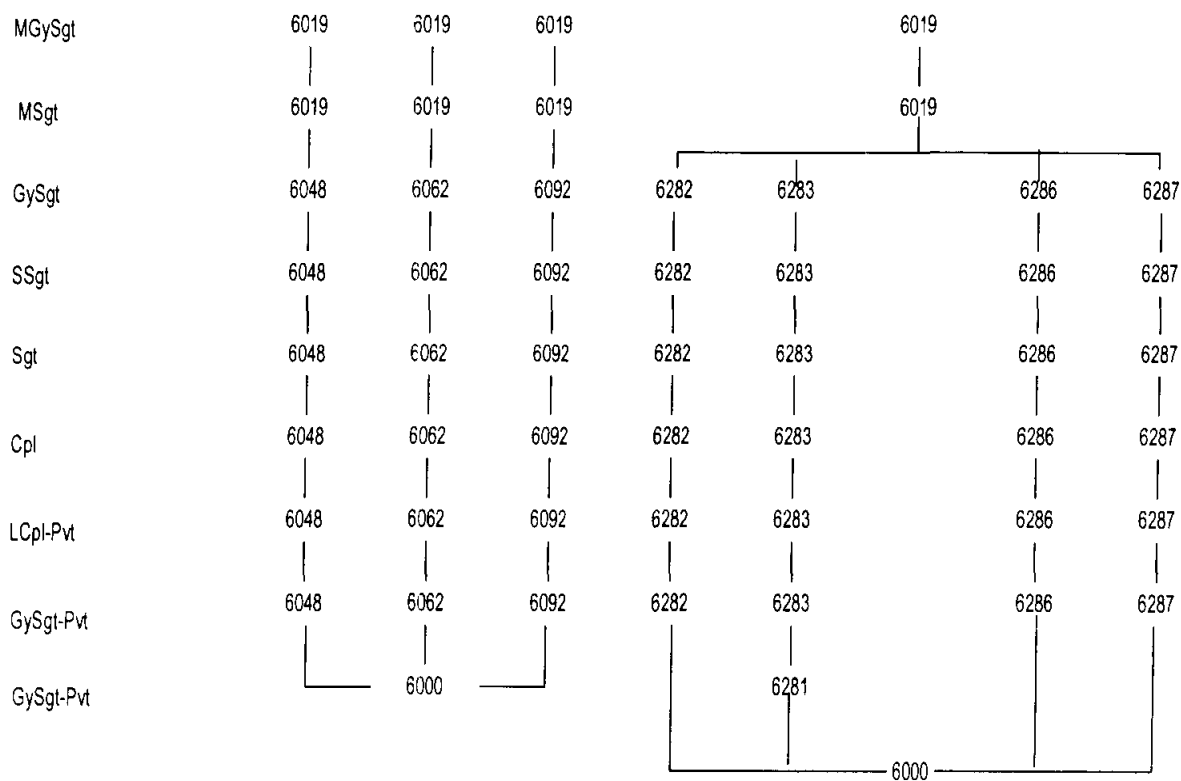 MGySgt 6019 6019 6019 6019
MSgt 6019 6019 6019 6019
GySgt 6048 6062 6092 6282 6283 6286 6287
SSgt 6048 6062 6092 6282 6283 6286 6287
Sgt 6048 6062 6092 6282 6283 6286 6287
Cpl 6048 6062 6092 6282 6283 6286 6287
LCpl-Pvt 6048 6062 6092 6282 6283 6286 6287
GySgt-Pvt 6048 6062 6092 6282 6283 6286 6287
GySgt-Pvt 6000 6281
6000